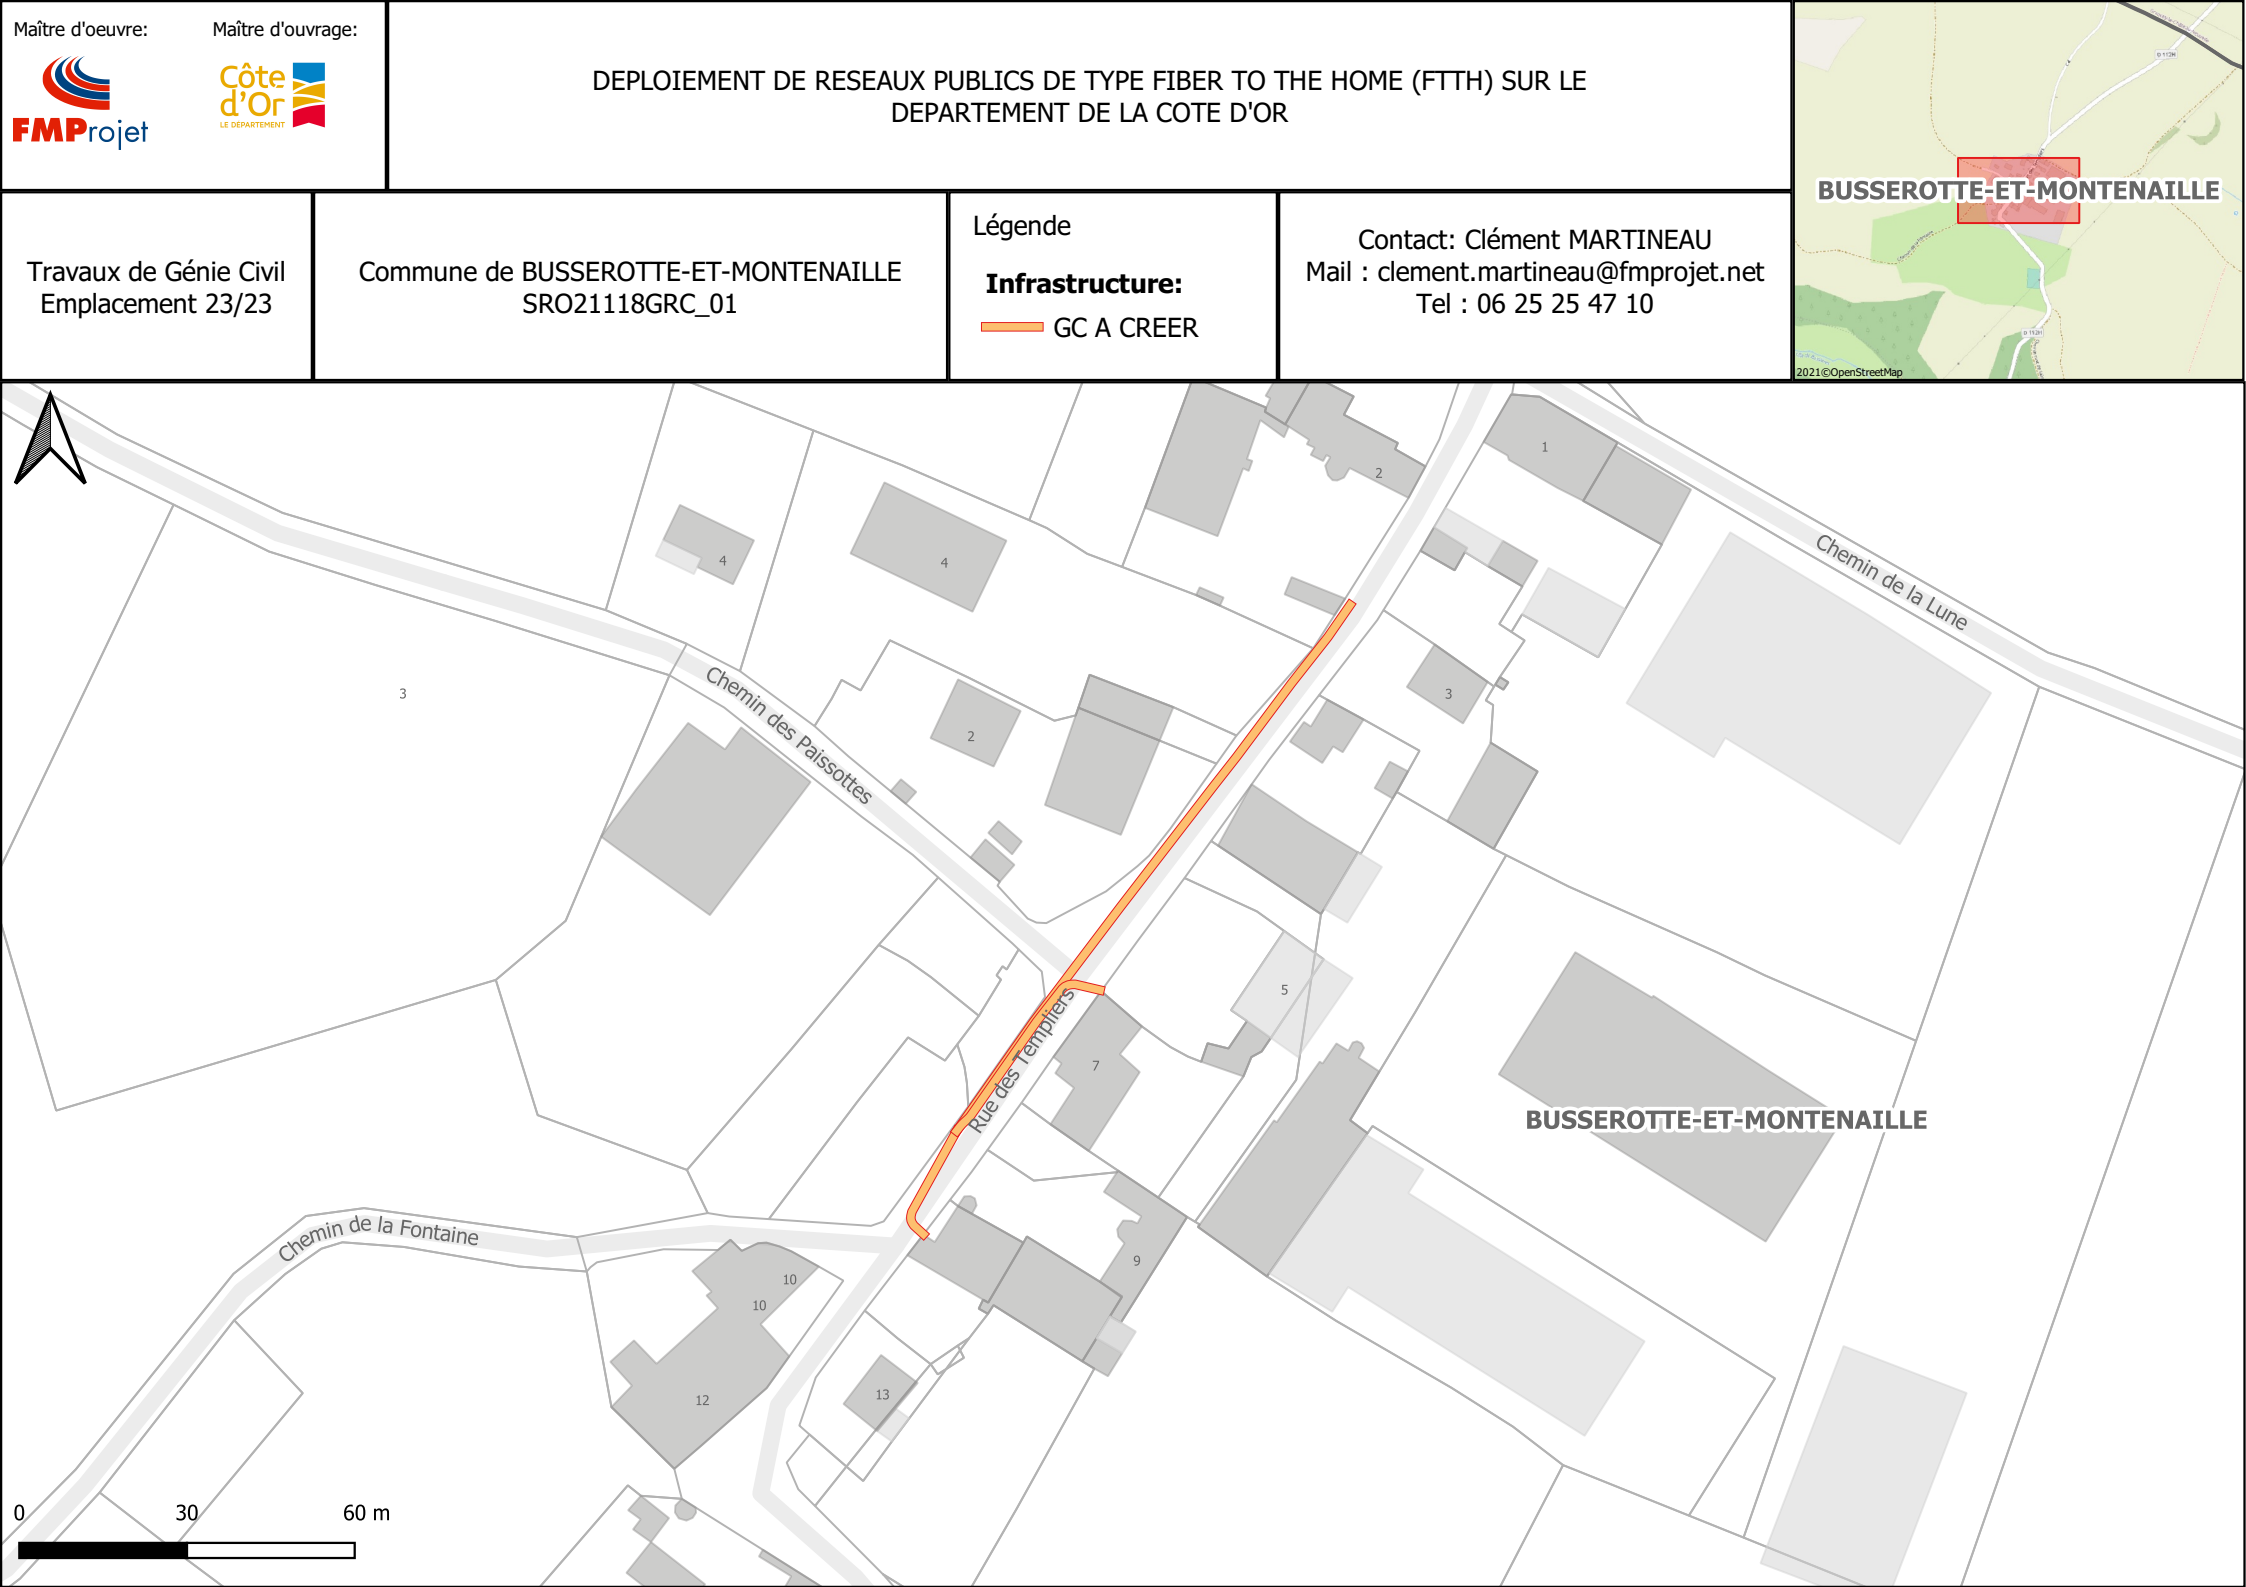 Maître d'oeuvre:
Maître d'ouvrage:
FMProjet
Côte
d'Or
LE DÉPARTEMENT
DEPLOIEMENT DE RESEAUX PUBLICS DE TYPE FIBER TO THE HOME (FTTH) SUR LE
DEPARTEMENT DE LA COTE D'OR
Travaux de Génie Civil
Emplacement 23/23
Commune de BUSSEROTTE-ET-MONTENAILLE
SRO21118GRC_01
Légende
Infrastructure:
GC A CREER
Contact: Clément MARTINEAU
Mail : clement.martineau@fmprojet.net
Tel : 06 25 25 47 10
D 112H
BUSSEROTTE-ET-MONTENAILLE
D 112H
2021©OpenStreetMap
1
2
4
4
Chemin de la Lune
3
Chemin des Paissottes
3
2
5
Rue des Templiers
7
BUSSEROTTE-ET-MONTENAILLE
Chemin de la Fontaine
9
10
10
13
12
0 30 60 m